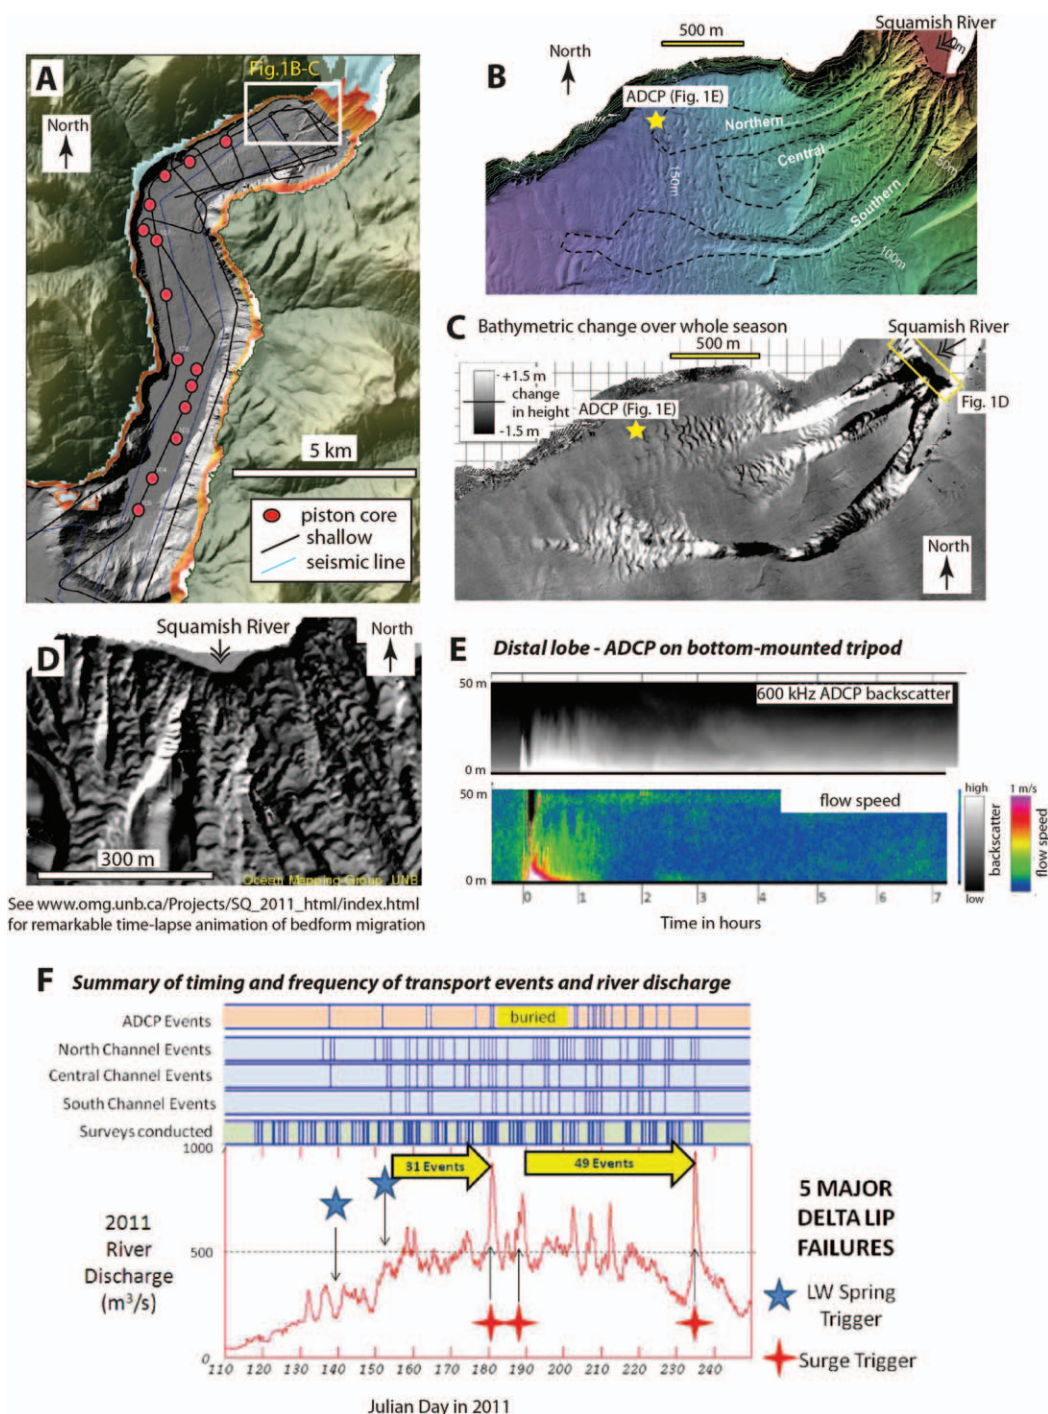 A
Fig.1B-C
North
5 km
piston core
shallow
seismic line
B
500 m
North
Squamish River
0m
ADCP (Fig. 1E)
Northern
Central
Southern
150m
50m
100m
C Bathymetric change over whole season
Squamish River
500 m
+1.5 m
change
in height
-1.5 m
ADCP (Fig. 1E)
Fig. 1D
North
D
Squamish River
North
300 m
Ocean Mapping Group, UNB
See www.omg.unb.ca/Projects/SQ_2011_html/index.html
for remarkable time-lapse animation of bedform migration
E Distal lobe - ADCP on bottom-mounted tripod
50 m
600 kHz ADCP backscatter
0 m
50 m
flow speed
0 m
0 1 2 3 4 5 6 7
Time in hours
high
backscatter
low
1 m/s
flow speed
0
F Summary of timing and frequency of transport events and river discharge
ADCP Events
buried
North Channel Events
Central Channel Events
South Channel Events
Surveys conducted
1000
31 Events
49 Events
2011
River
Discharge
(m³/s)
500
0
110 120 130 140 150 160 170 180 190 200 210 220 230 240
Julian Day in 2011
5 MAJOR
DELTA LIP
FAILURES
LW Spring
Trigger
Surge Trigger